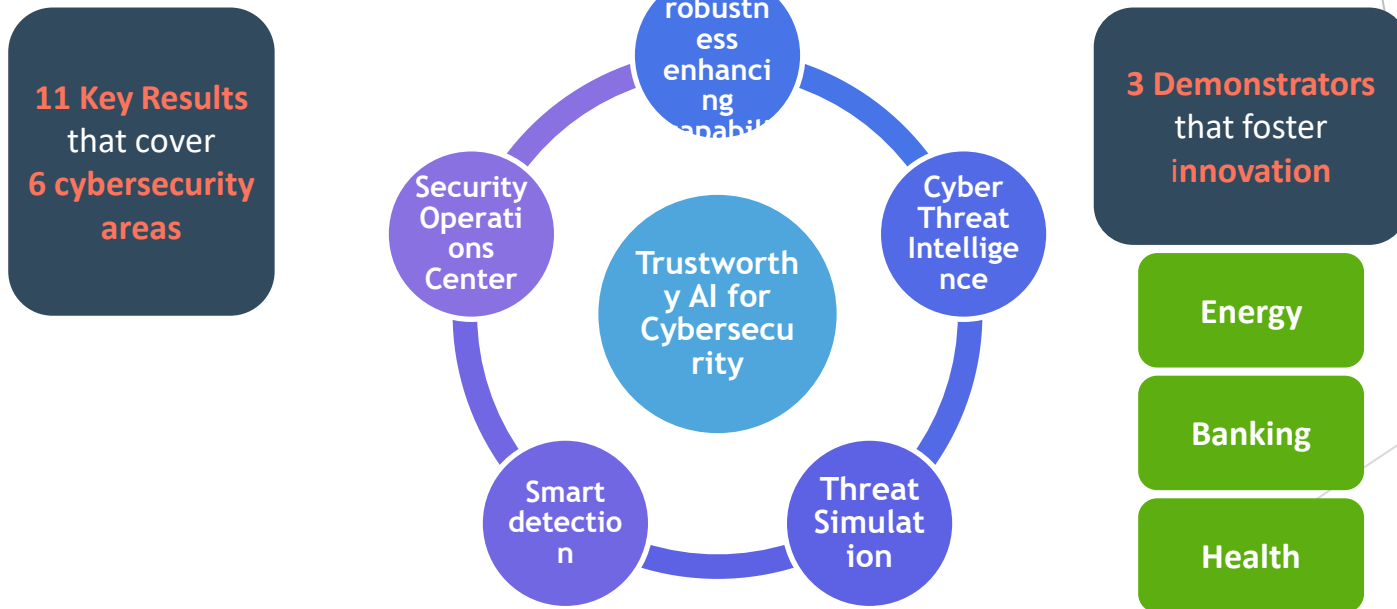 11 Key Results
that cover
6 cybersecurity
areas
robustn
ess
enhanci
ng
Security
Operati
ons
Center
Cyber
Threat
Intellige
nce
Trustworth
y AI for
Cybersecu
rity
Smart
detectio
n
Threat
Simulat
ion
3 Demonstrators
that foster
innovation
Energy
Banking
Health